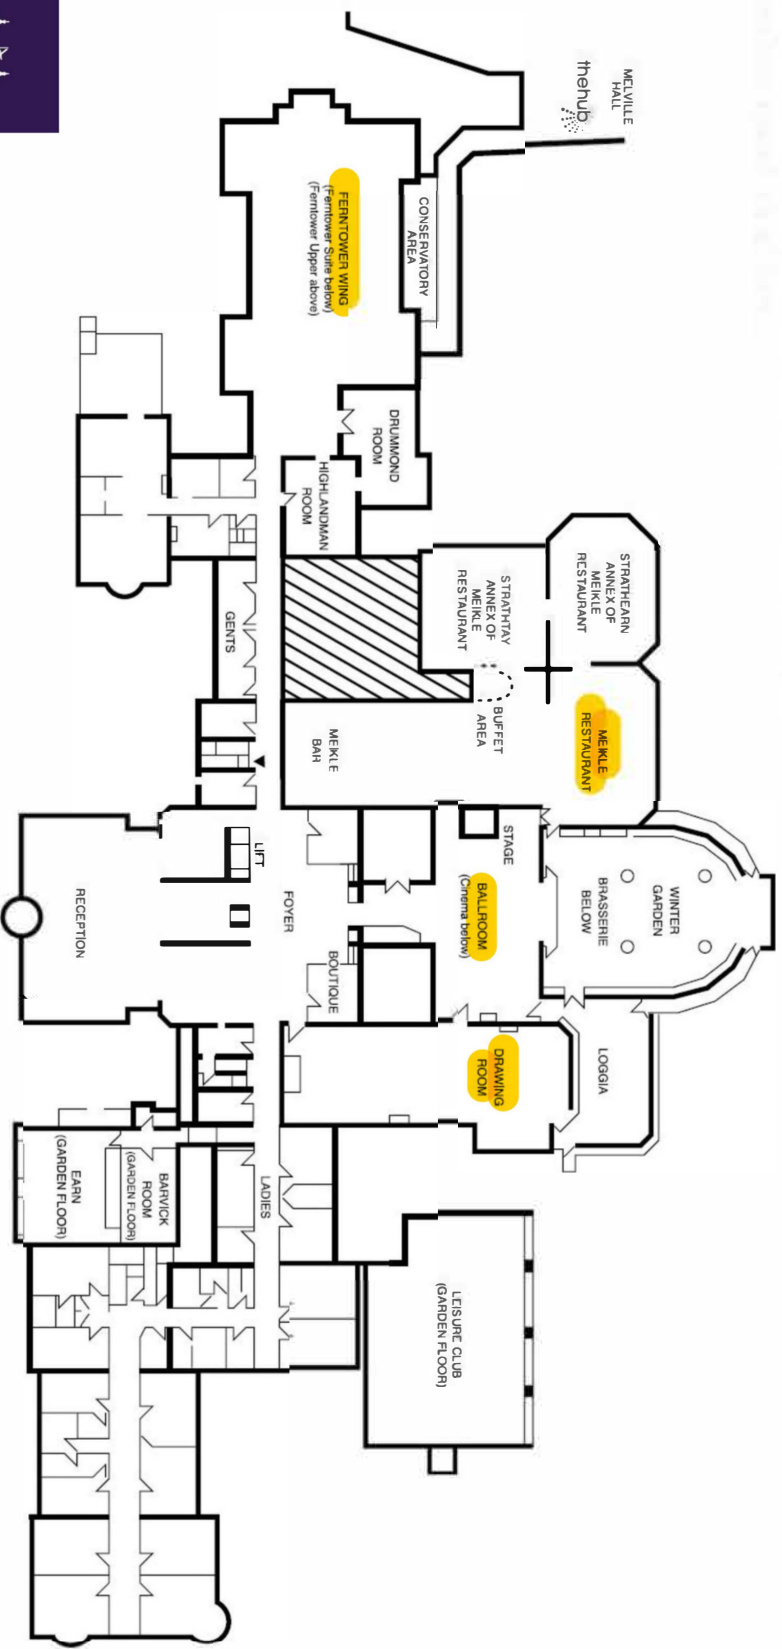 MELVILLE
HALL
thehub
CONSERVATORY
AREA
FERNTOWER WING
(Ferntower Suite below)
(Ferntower Upper above)
DRUMMOND
ROOM
HIGHLANDMAN
ROOM
STRATHEARN
ANNEX OF
MEIKLE
RESTAURANT
STRATHTAY
ANNEX OF
MEIKLE
RESTAURANT
GENTS
BUFFET
AREA
MEIKLE
RESTAURANT
MEIKLE
BAR
LIFT
STAGE
BALLROOM
(Cinema below)
WINTER
GARDEN
BRASSERIE
BELOW
FOYER
RECEPTION
BOUTIQUE
DRAWING
ROOM
LOGGIA
LADIES
BARVICK
ROOM
(GARDEN FLOOR)
EARN
(GARDEN FLOOR)
LEISURE CLUB
(GARDEN FLOOR)